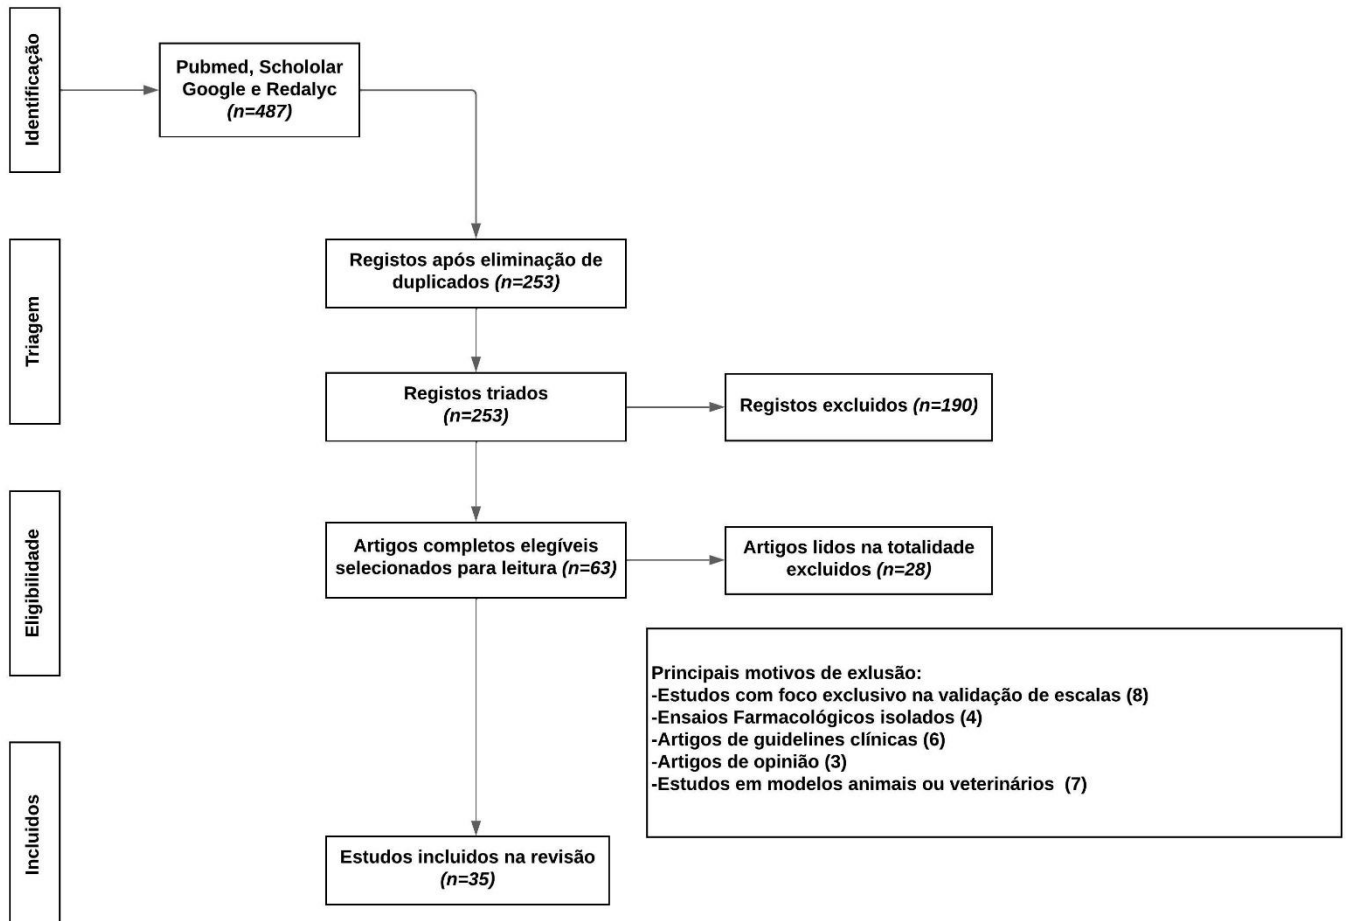 Identificação
Pubmed, Schololar
Google e Redalyc
(n=487)
Triagem
Registos após eliminação de
duplicados (n=253)
Registos triados
(n=253)
Registos excluidos (n=190)
Eligibilidade
Artigos completos elegíveis
selecionados para leitura (n=63)
Artigos lidos na totalidade
excluidos (n=28)
Principais motivos de exlusão:
-Estudos com foco exclusivo na validação de escalas (8)
-Ensaios Farmacológicos isolados (4)
-Artigos de guidelines clínicas (6)
-Artigos de opinião (3)
-Estudos em modelos animais ou veterinários (7)
Incluidos
Estudos incluidos na revisão
(n=35)